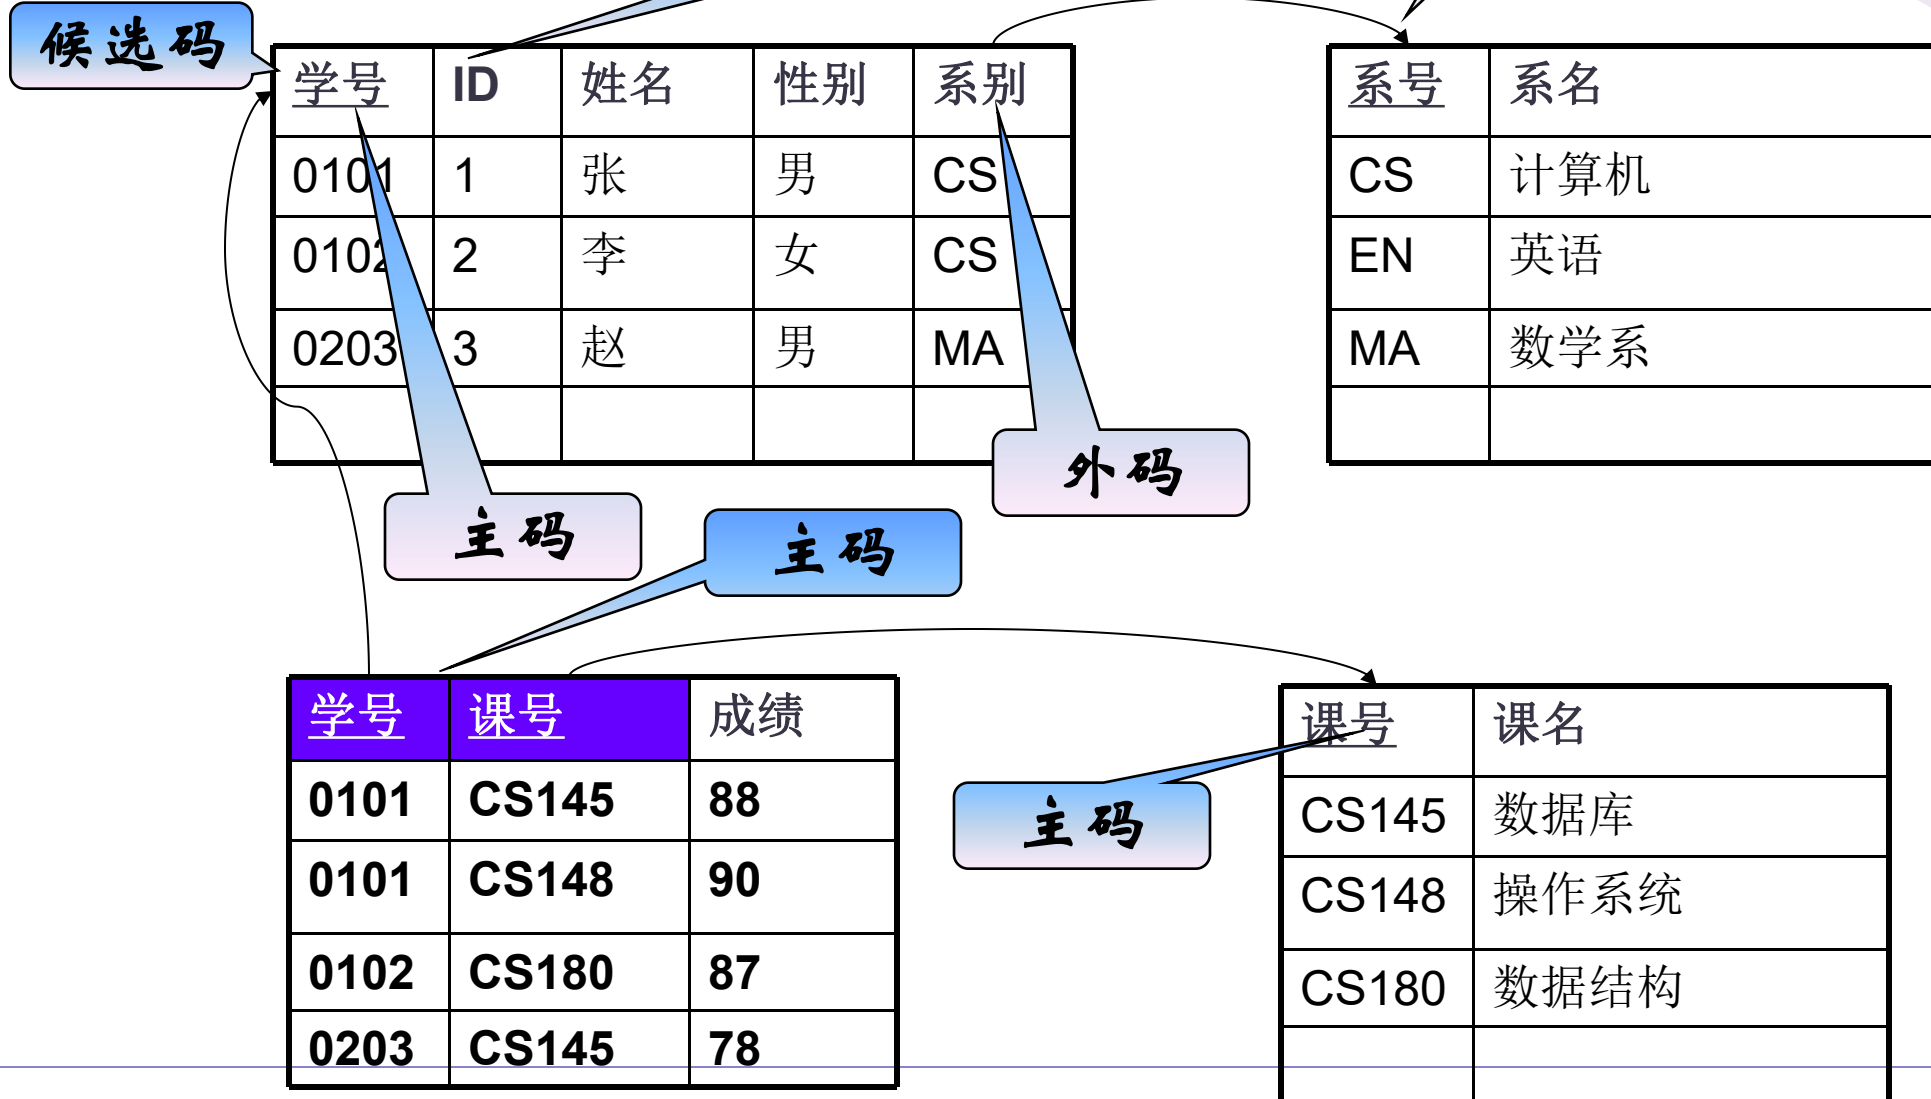 候选码
学号 ID 姓名 性别 系别
0101 1 张 男 CS
0102 2 李 女 CS
0203 3 赵 男 MA
系号 系名
CS 计算机
EN 英语
MA 数学系
外码
主码
主码
学号 课号 成绩
0101 CS145 88
0101 CS148 90
0102 CS180 87
0203 CS145 78
主码
课号 课名
CS145 数据库
CS148 操作系统
CS180 数据结构